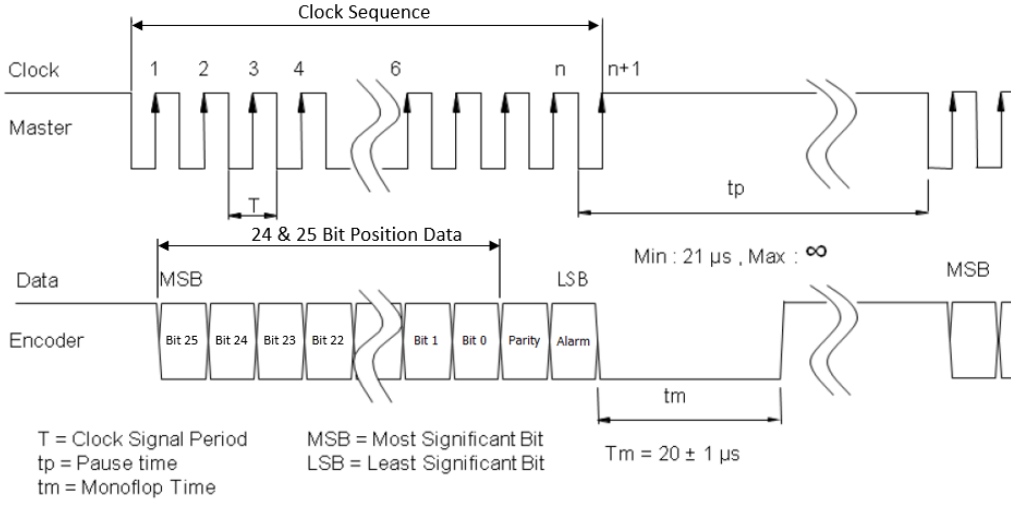 Clock Sequence
Clock 1 2 3 4 6 n n+1
Master
T
tp
24 & 25 Bit Position Data
Min : 21 µs , Max : ∞
Data MSB LSB MSB
Encoder Bit 25 Bit 24 Bit 23 Bit 22 Bit 1 Bit 0 Parity Alarm
tm
T = Clock Signal Period MSB = Most Significant Bit
tp = Pause time LSB = Least Significant Bit
Tm = 20 ± 1 µs
tm = Monoflop Time